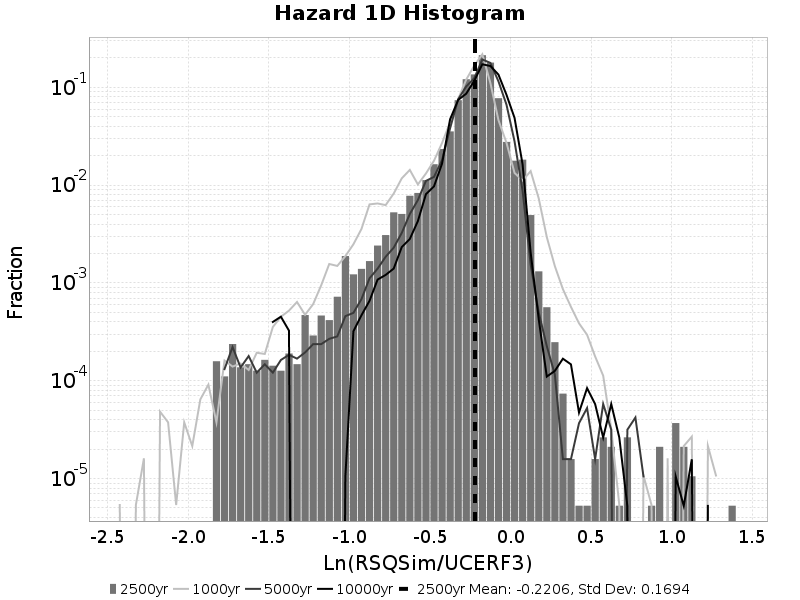 Hazard 1D Histogram
Fraction
10-1
10-2
10-3
10-4
10-5
-2.5 -2.0 -1.5 -1.0 -0.5 0.0 0.5 1.0 1.5
Ln(RSQSim/UCERF3)
2500yr 1000yr 5000yr 10000yr 2500yr Mean: -0.2206, Std Dev: 0.1694